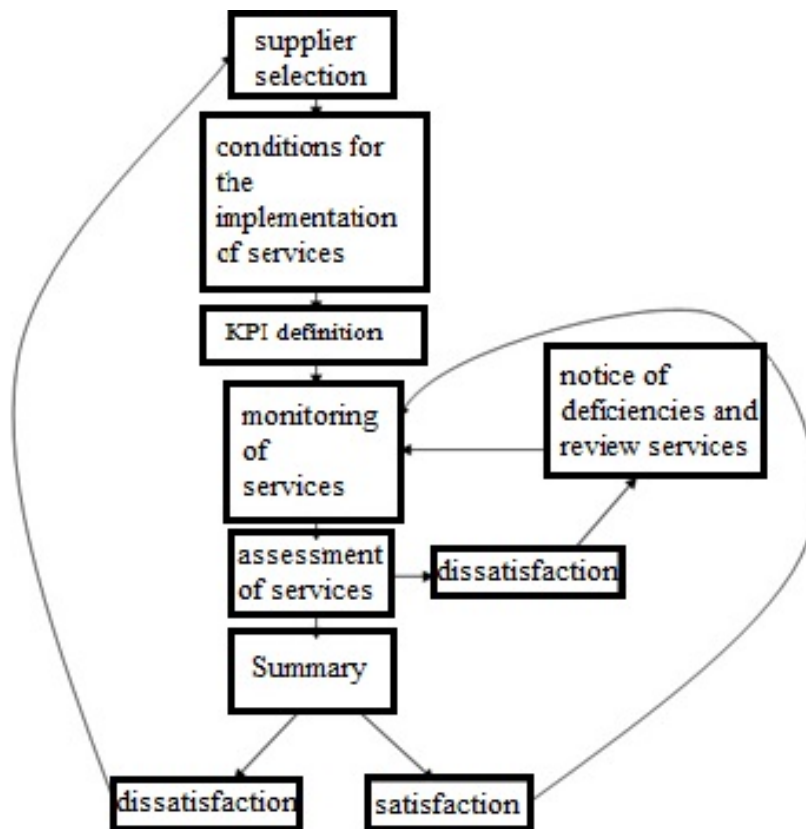 supplier
selection
conditions for
the
implementation
of services
KPI definition
monitoring
of
services
notice of
deficiencies and
review services
assessment
of services
dissatisfaction
Summary
dissatisfaction
satisfaction